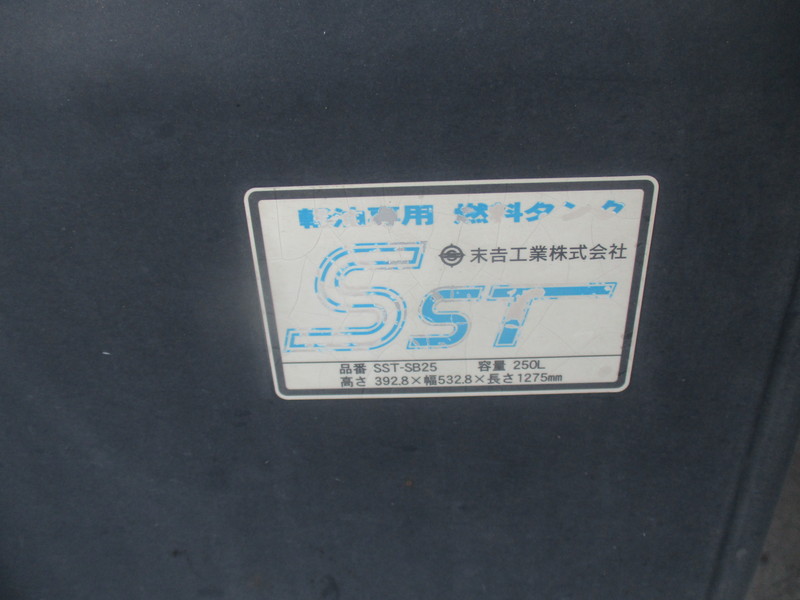 軽油専用 燃料タンク
末吉工業株式会社
SST
品番 SST-SB25 容量 250L
高さ 392.8×幅532.8×長さ1275mm